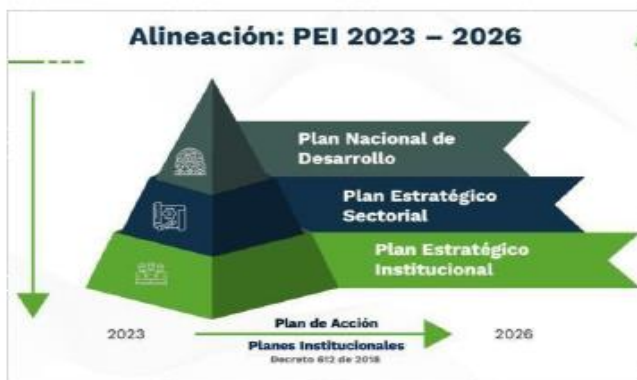 Alineación: PEI 2023 – 2026
Plan Nacional de
Desarrollo
Plan Estratégico
Sectorial
Plan Estratégico
Institucional
2023
Plan de Acción
2026
Planes Institucionales
Decreto 612 de 2018